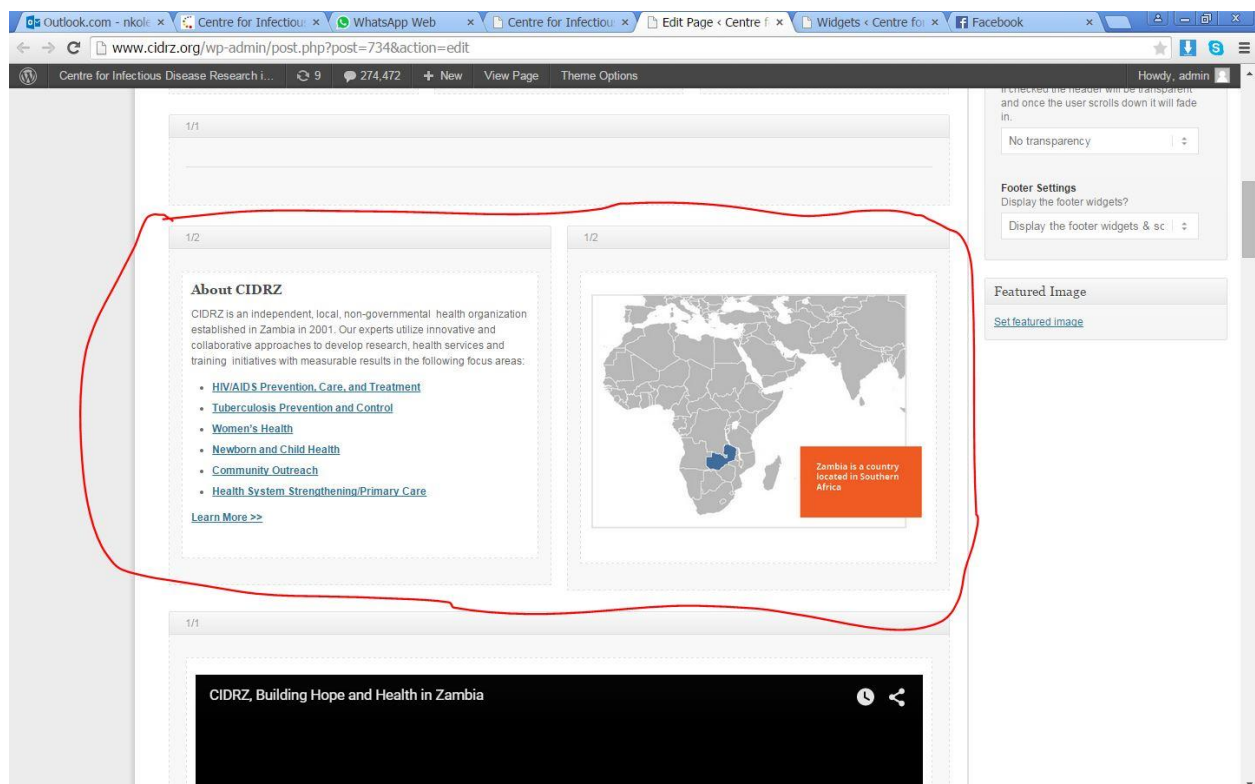 Outlook.com - nkole
Centre for Infectiou
WhatsApp Web
Centre for Infectiou
Edit Page < Centre f
Widgets < Centre for
Facebook
www.cidrz.org/wp-admin/post.php?post=734&action=edit
Centre for Infectious Disease Research i...
9
274,472
+ New
View Page
Theme Options
Howdy, admin
If checked the header will be transparent
and once the user scrolls down it will fade
in.
No transparency
Footer Settings
Display the footer widgets?
Display the footer widgets & sc
Featured Image
Set featured image
1/1
1/2
About CIDRZ
CIDRZ is an independent, local, non-governmental health organization
established in Zambia in 2001. Our experts utilize innovative and
collaborative approaches to develop research, health services and
training initiatives with measurable results in the following focus areas:
• HIV/AIDS Prevention, Care, and Treatment
• Tuberculosis Prevention and Control
• Women's Health
• Newborn and Child Health
• Community Outreach
• Health System Strengthening/Primary Care
Learn More >>
1/2
Zambia is a country
located in Southern
Africa
1/1
CIDRZ, Building Hope and Health in Zambia